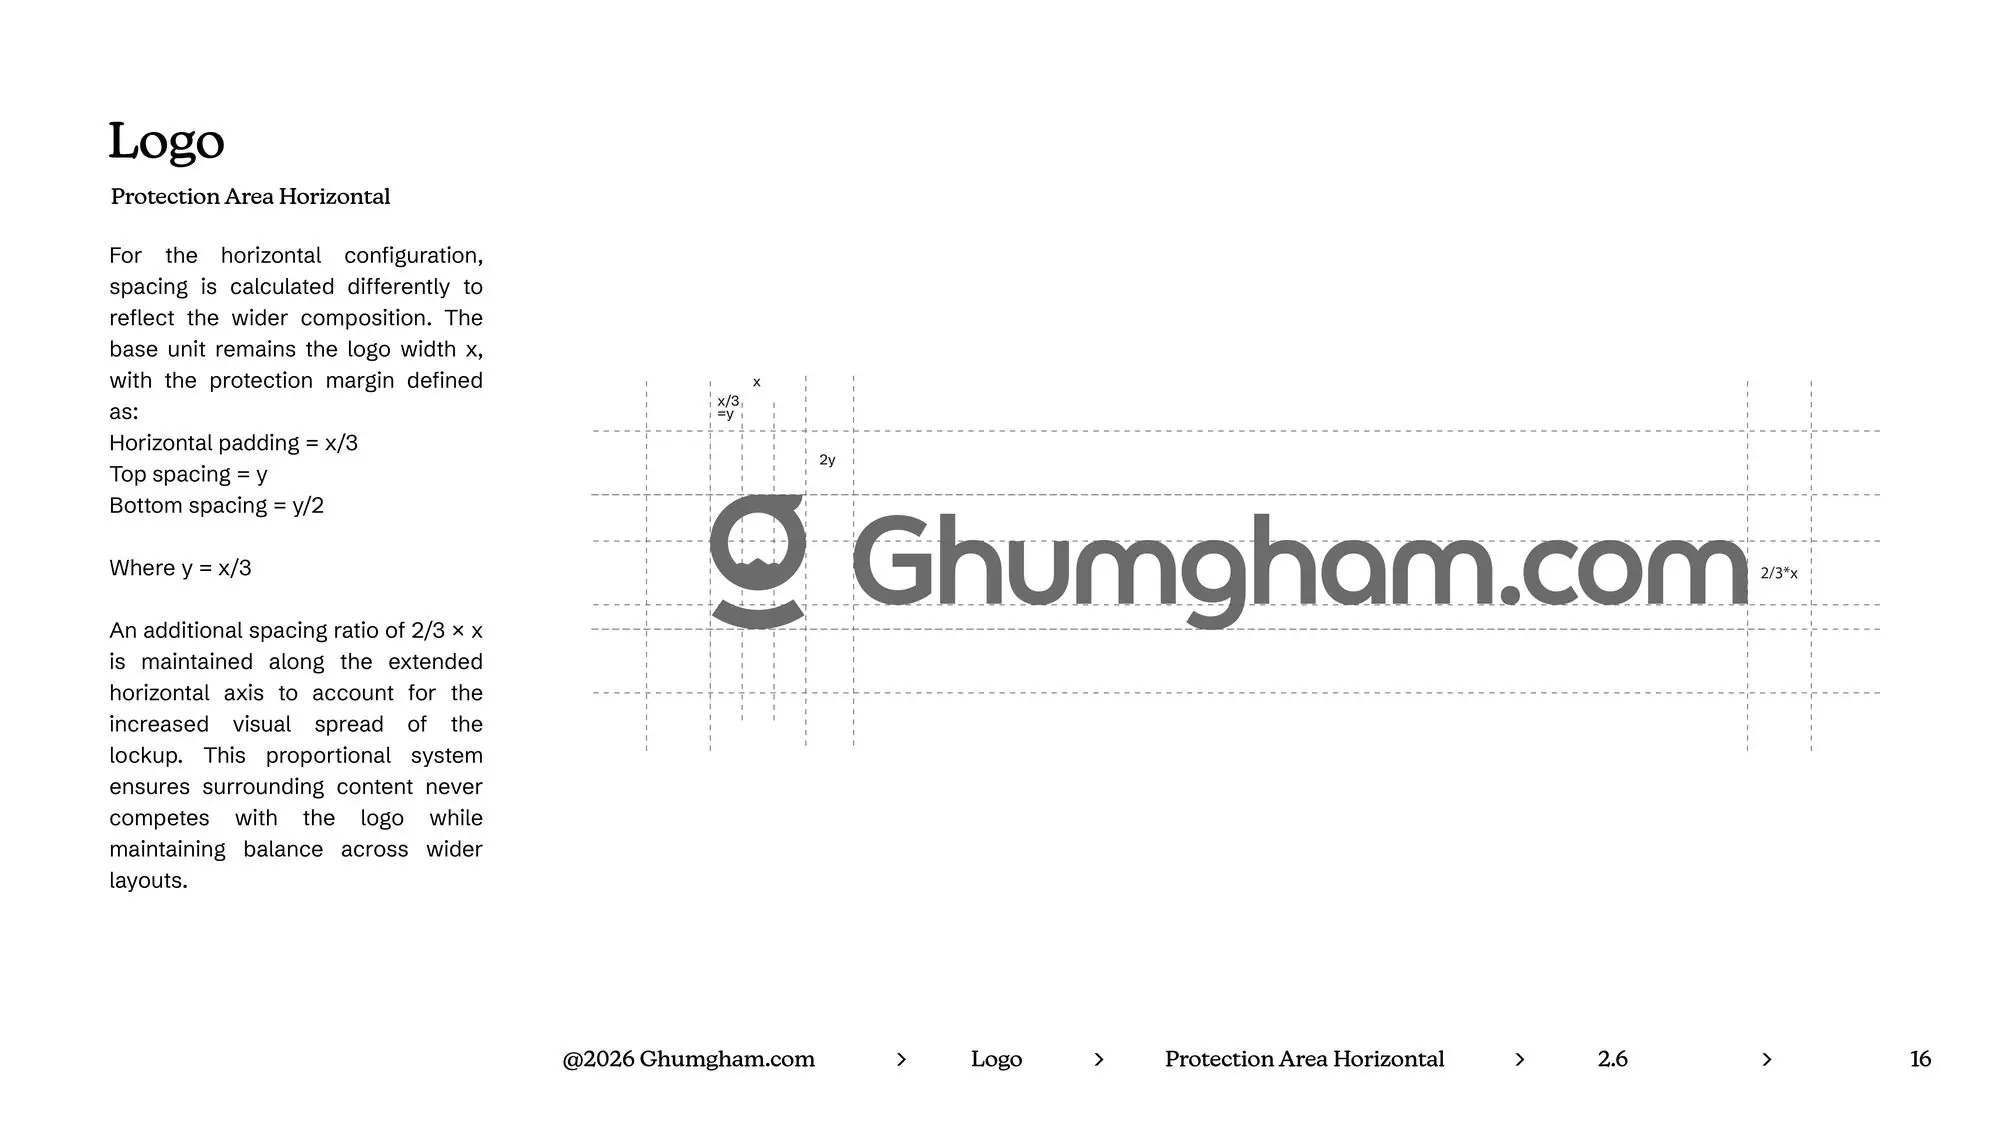 Logo
Protection Area Horizontal
For the horizontal configuration,
spacing is calculated differently to
reflect the wider composition. The
base unit remains the logo width x,
with the protection margin defined
as:
Horizontal padding = x/3
Top spacing = y
Bottom spacing = y/2
Where y = x/3
An additional spacing ratio of 2/3 × x
is maintained along the extended
horizontal axis to account for the
increased visual spread of the
lockup. This proportional system
ensures surrounding content never
competes with the logo while
maintaining balance across wider
layouts.
x
x/3
=y
2y
Ghumgham.com
2/3*x
@2026 Ghumgham.com > Logo > Protection Area Horizontal > 2.6 > 16